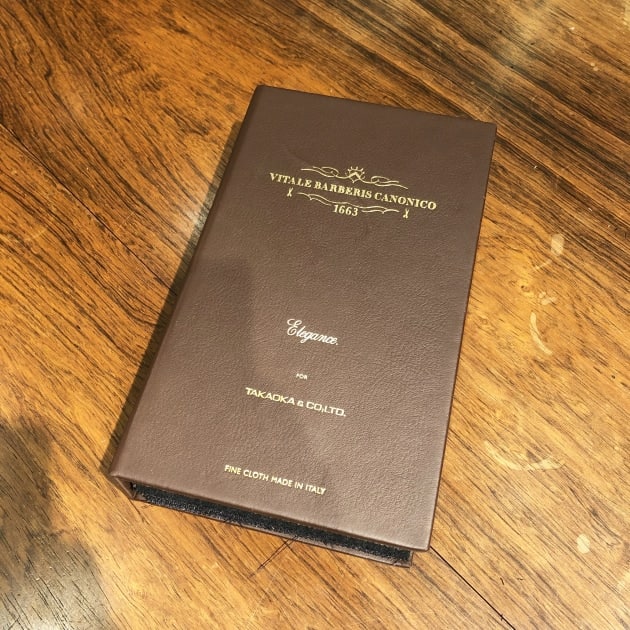 VITALE BARBERIS CANONICO
1663
Elegance.
FOR
TAKAOKA & CO,LTD.
FINE CLOTH MADE IN ITALY